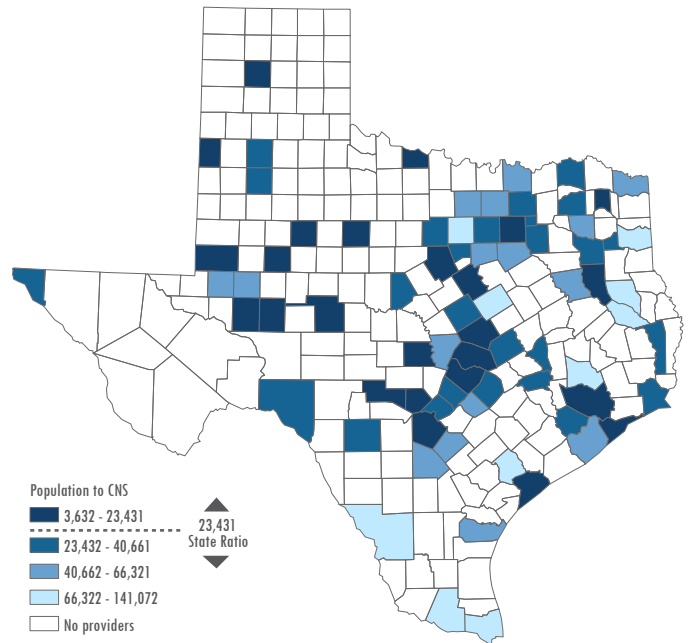 Population to CNS
3,632 - 23,431
23,431
State Ratio
23,432 - 40,661
40,662 - 66,321
66,322 - 141,072
No providers